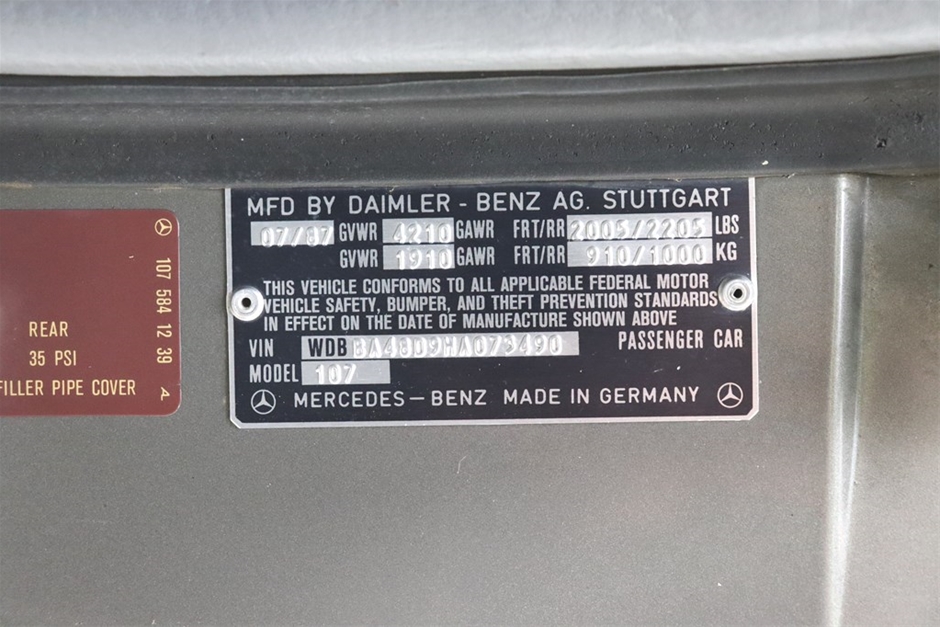 107 584 12 39 A
REAR
35 PSI
FILLER PIPE COVER
MFD BY DAIMLER - BENZ AG. STUTTGART
07/87 GVWR 4210 GAWR FRT/RR 2005/2205 LBS
GVWR 1910 GAWR FRT/RR 910/1000 KG
THIS VEHICLE CONFORMS TO ALL APPLICABLE FEDERAL MOTOR
VEHICLE SAFETY, BUMPER, AND THEFT PREVENTION STANDARDS
IN EFFECT ON THE DATE OF MANUFACTURE SHOWN ABOVE
VIN WDB BA48D9HA073490 PASSENGER CAR
MODEL 107
MERCEDES-BENZ MADE IN GERMANY